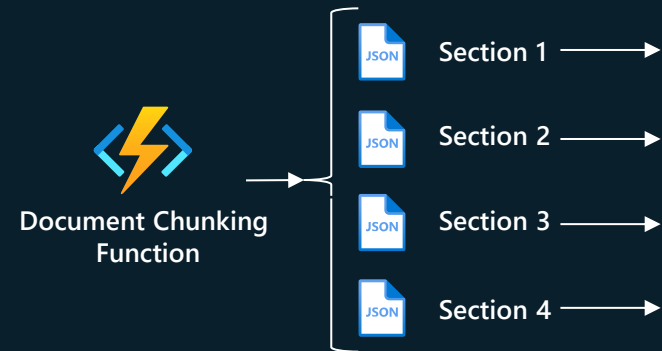 JSON
Section 1
JSON
Section 2
Document Chunking
Function
JSON
Section 3
JSON
Section 4